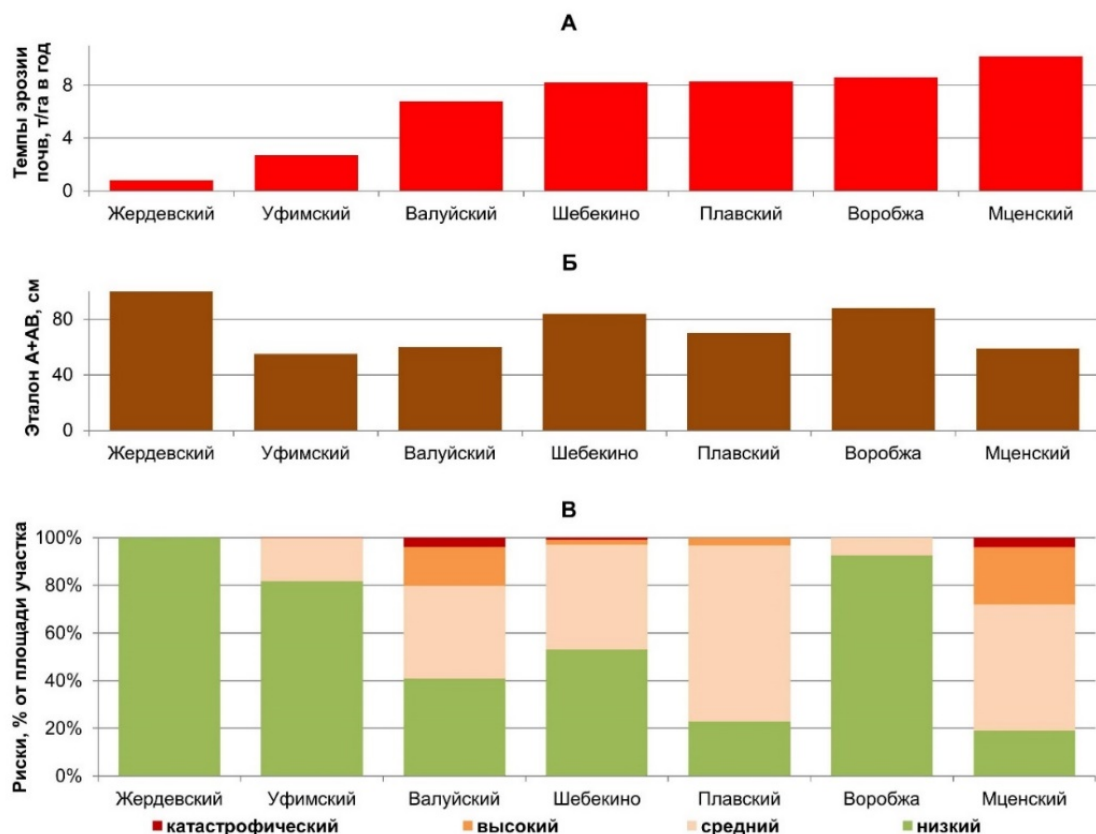 А
Темпы эрозии
почв, т/га в год
8
4
0
Жердевский Уфимский Валуйский Шебекино Плавский Воробжа Мценский
Б
Эталон А+АВ, см
80
40
0
Жердевский Уфимский Валуйский Шебекино Плавский Воробжа Мценский
В
Риски, % от площади участка
100%
80%
60%
40%
20%
0%
Жердевский Уфимский Валуйский Шебекино Плавский Воробжа Мценский
катастрофический высокий средний низкий